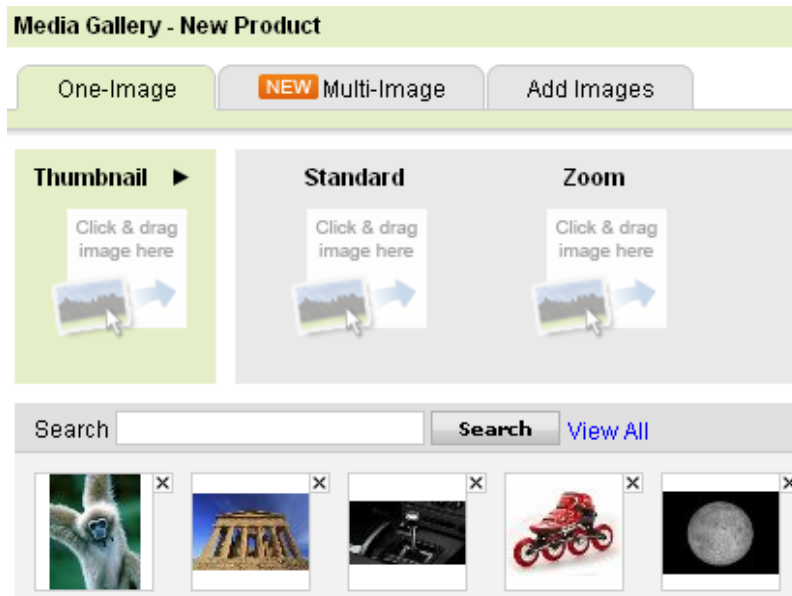 Media Gallery - New Product
One-Image NEW Multi-Image Add Images
Thumbnail ► Standard Zoom
Click & drag Click & drag Click & drag
image here image here image here
Search Search View All